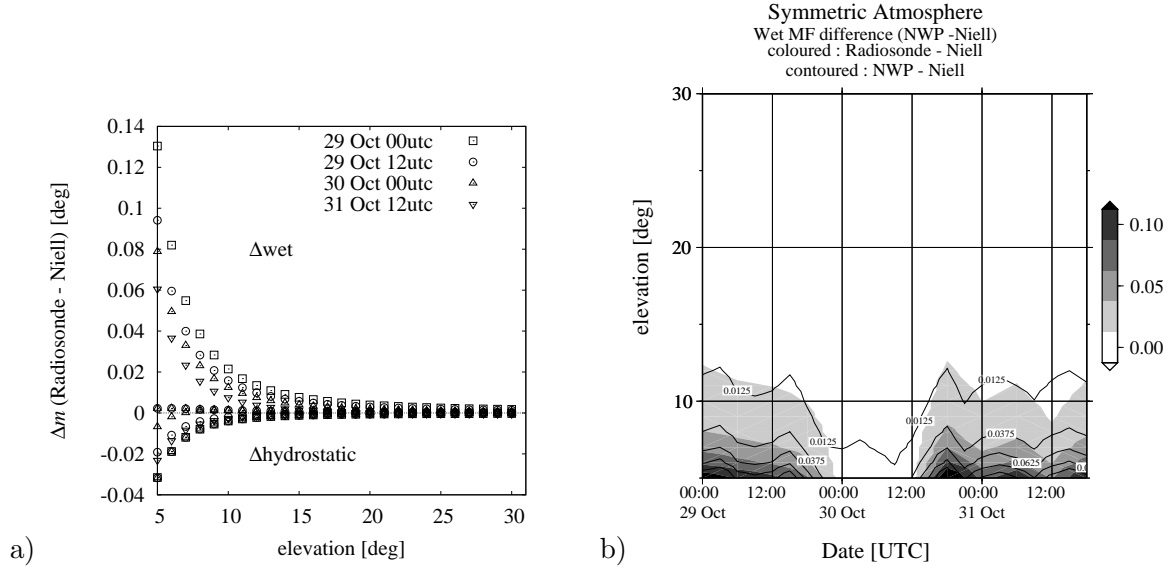 0.14
0.12
0.1
0.08
0.06
0.04
0.02
0
-0.02
-0.04
Δm (Radiosonde - Niell) [deg]
29 Oct 00utc
29 Oct 12utc
30 Oct 00utc
31 Oct 12utc
Δwet
Δhydrostatic
5 10 15 20 25 30
elevation [deg]
a)
Symmetric Atmosphere
Wet MF difference (NWP -Niell)
coloured : Radiosonde - Niell
contoured : NWP - Niell
30
20
10
elevation [deg]
0.0125
0.0125
0.0375
0.0125
0.0125
0.0375
0.0625
00:00 12:00 00:00 12:00 00:00 12:00
29 Oct 30 Oct 31 Oct
Date [UTC]
0.10
0.05
0.00
b)